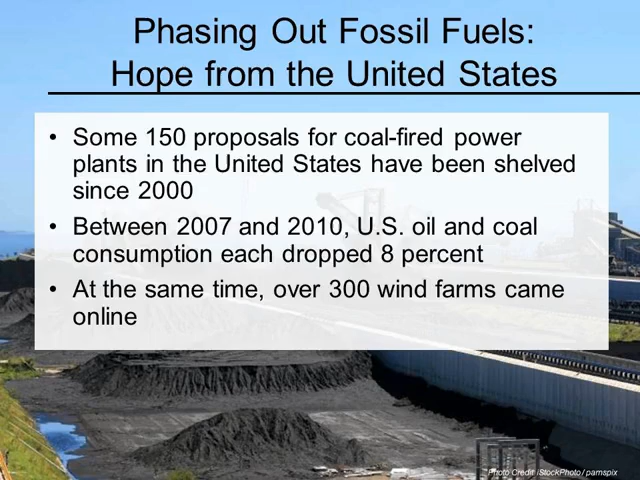 Phasing Out Fossil Fuels:
Hope from the United States
• Some 150 proposals for coal-fired power
plants in the United States have been shelved
since 2000
• Between 2007 and 2010, U.S. oil and coal
consumption each dropped 8 percent
• At the same time, over 300 wind farms came
online
Photo Credit: iStockPhoto / pamspix